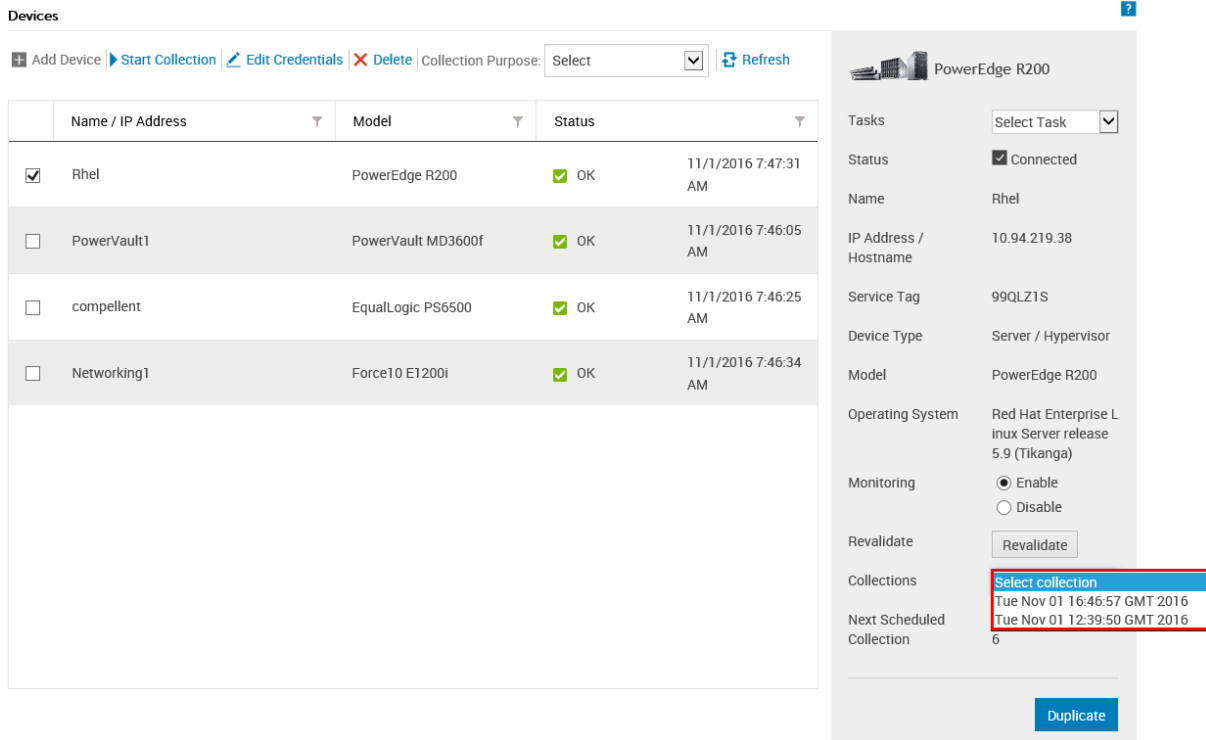 Devices
?
Add Device Start Collection Edit Credentials Delete Collection Purpose: Select Refresh
PowerEdge R200
Name / IP Address Model Status
Rhel PowerEdge R200 OK 11/1/2016 7:47:31
AM
PowerVault1 PowerVault MD3600f OK 11/1/2016 7:46:05
AM
compellent EqualLogic PS6500 OK 11/1/2016 7:46:25
AM
Networking1 Force10 E1200i OK 11/1/2016 7:46:34
AM
Tasks Select Task
Status Connected
Name Rhel
IP Address / 10.94.219.38
Hostname
Service Tag 99QLZ1S
Device Type Server / Hypervisor
Model PowerEdge R200
Operating System Red Hat Enterprise L
inux Server release
5.9 (Tikanga)
Monitoring Enable
Disable
Revalidate Revalidate
Collections Select collection
Tue Nov 01 16:46:57 GMT 2016
Next Scheduled Tue Nov 01 12:39:50 GMT 2016
Collection 6
Duplicate